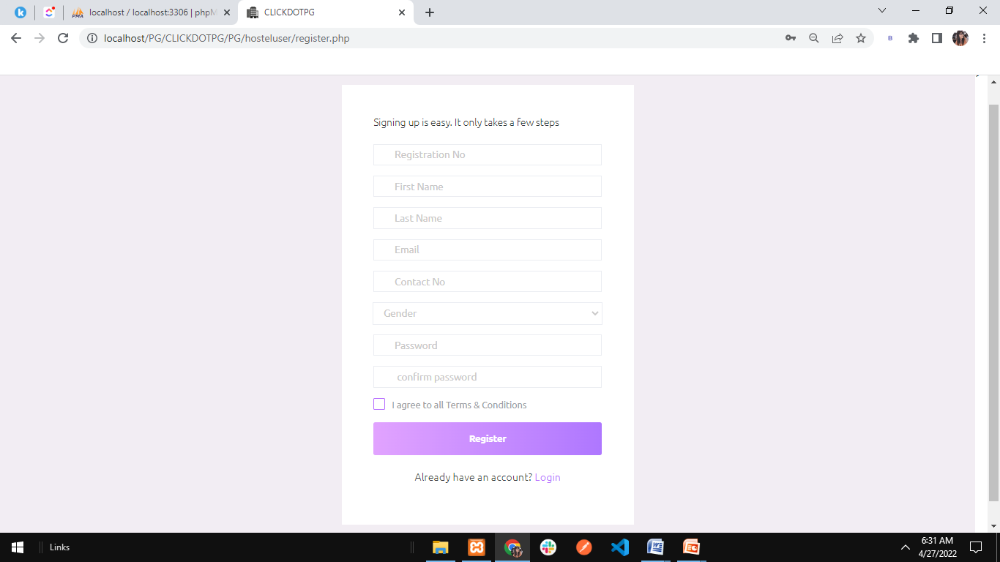 localhost / localhost:3306 | phpM
CLICKDOTPG
localhost/PG/CLICKDOTPG/PG/hosteluser/register.php
Signing up is easy. It only takes a few steps
Registration No
First Name
Last Name
Email
Contact No
Gender
Password
confirm password
I agree to all Terms & Conditions
Register
Already have an account? Login
Links
6:31 AM
4/27/2022